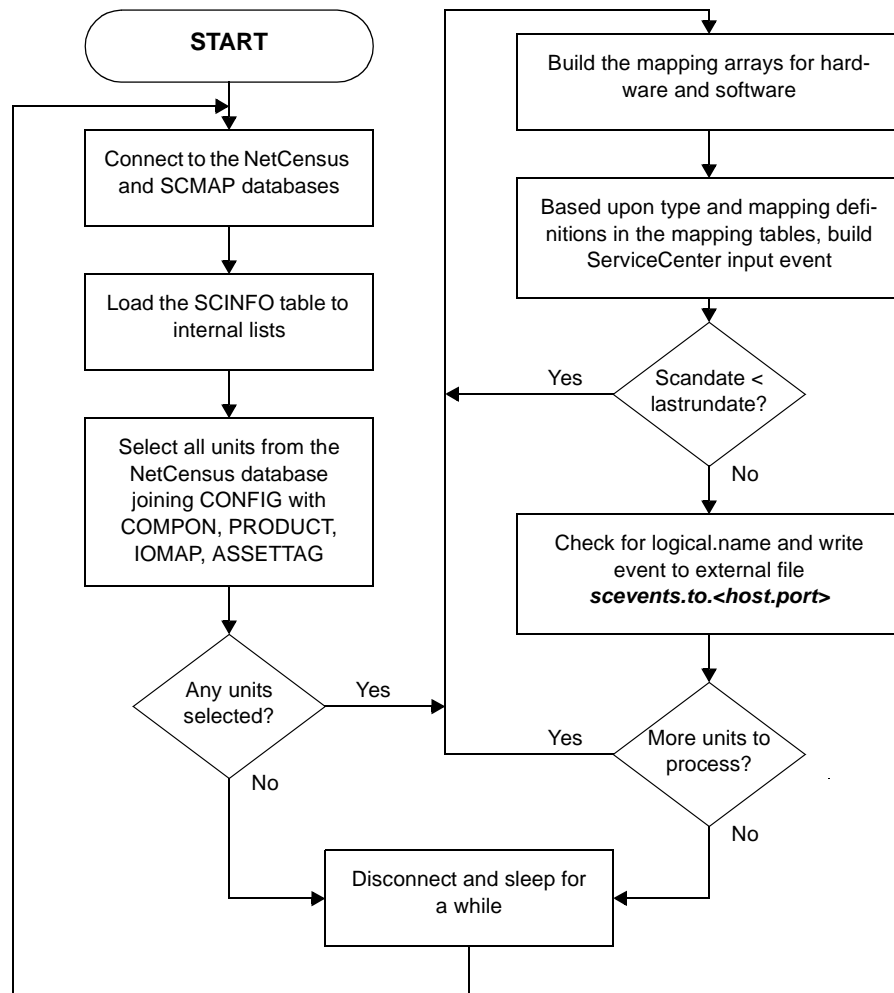 START
Connect to the NetCensus
and SCMAP databases
Load the SCINFO table to
internal lists
Select all units from the
NetCensus database
joining CONFIG with
COMPON, PRODUCT,
IOMAP, ASSETTAG
Any units
selected?
Yes
No
Build the mapping arrays for hard-
ware and software
Based upon type and mapping defi-
nitions in the mapping tables, build
ServiceCenter input event
Scandate <
lastrundate?
Yes
No
Check for logical.name and write
event to external file
scevents.to.<host.port>
More units to
process?
Yes
No
Disconnect and sleep for
a while